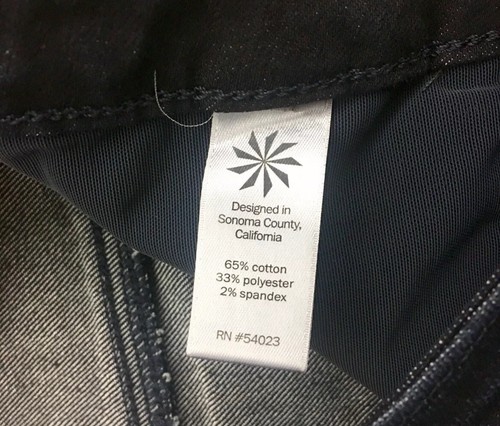 Designed in
Sonoma County,
California
65% cotton
33% polyester
2% spandex
RN #54023